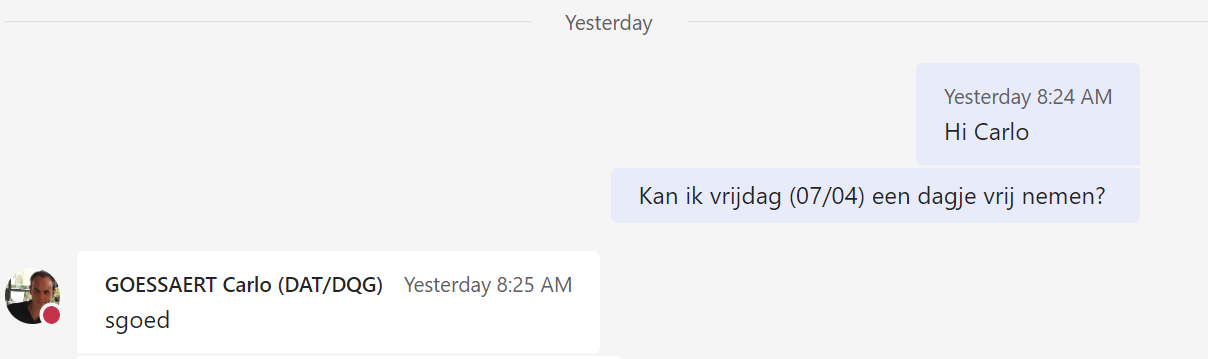 Yesterday
Yesterday 8:24 AM
Hi Carlo
Kan ik vrijdag (07/04) een dagje vrij nemen?
GOESSAERT Carlo (DAT/DQG) Yesterday 8:25 AM
sgoed